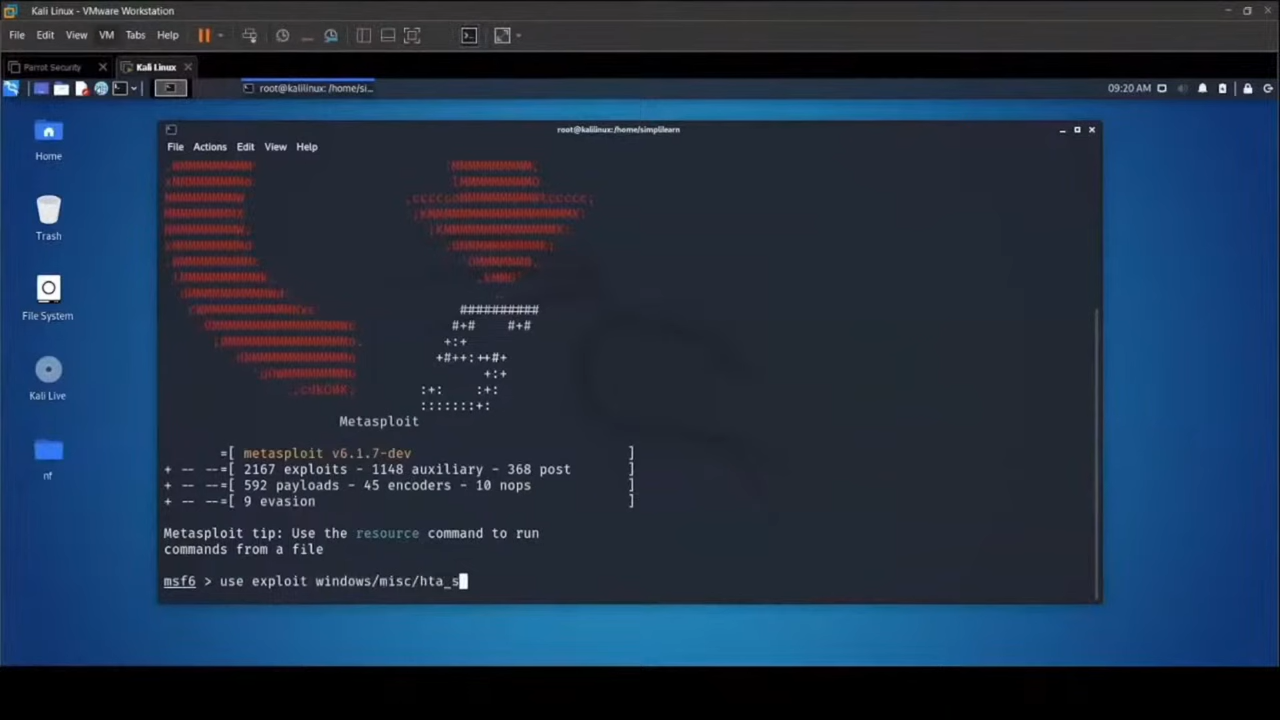 Kali Linux - VMware Workstation
File Edit View VM Tabs Help
Parrot Security Kali Linux
root@kalilinux: /home/si... 09:20 AM
root@kalilinux:/home/simplilearn
File Actions Edit View Help
Home
Trash
File System
Kali Live
nf
##########
#+# #+#
+:+
+#++:++#+
+:+
:+: :+:
:::::::+:
Metasploit
=[ metasploit v6.1.7-dev ]
+ -- --=[ 2167 exploits - 1148 auxiliary - 368 post ]
+ -- --=[ 592 payloads - 45 encoders - 10 nops ]
+ -- --=[ 9 evasion ]
Metasploit tip: Use the resource command to run
commands from a file
msf6 > use exploit windows/misc/hta_s